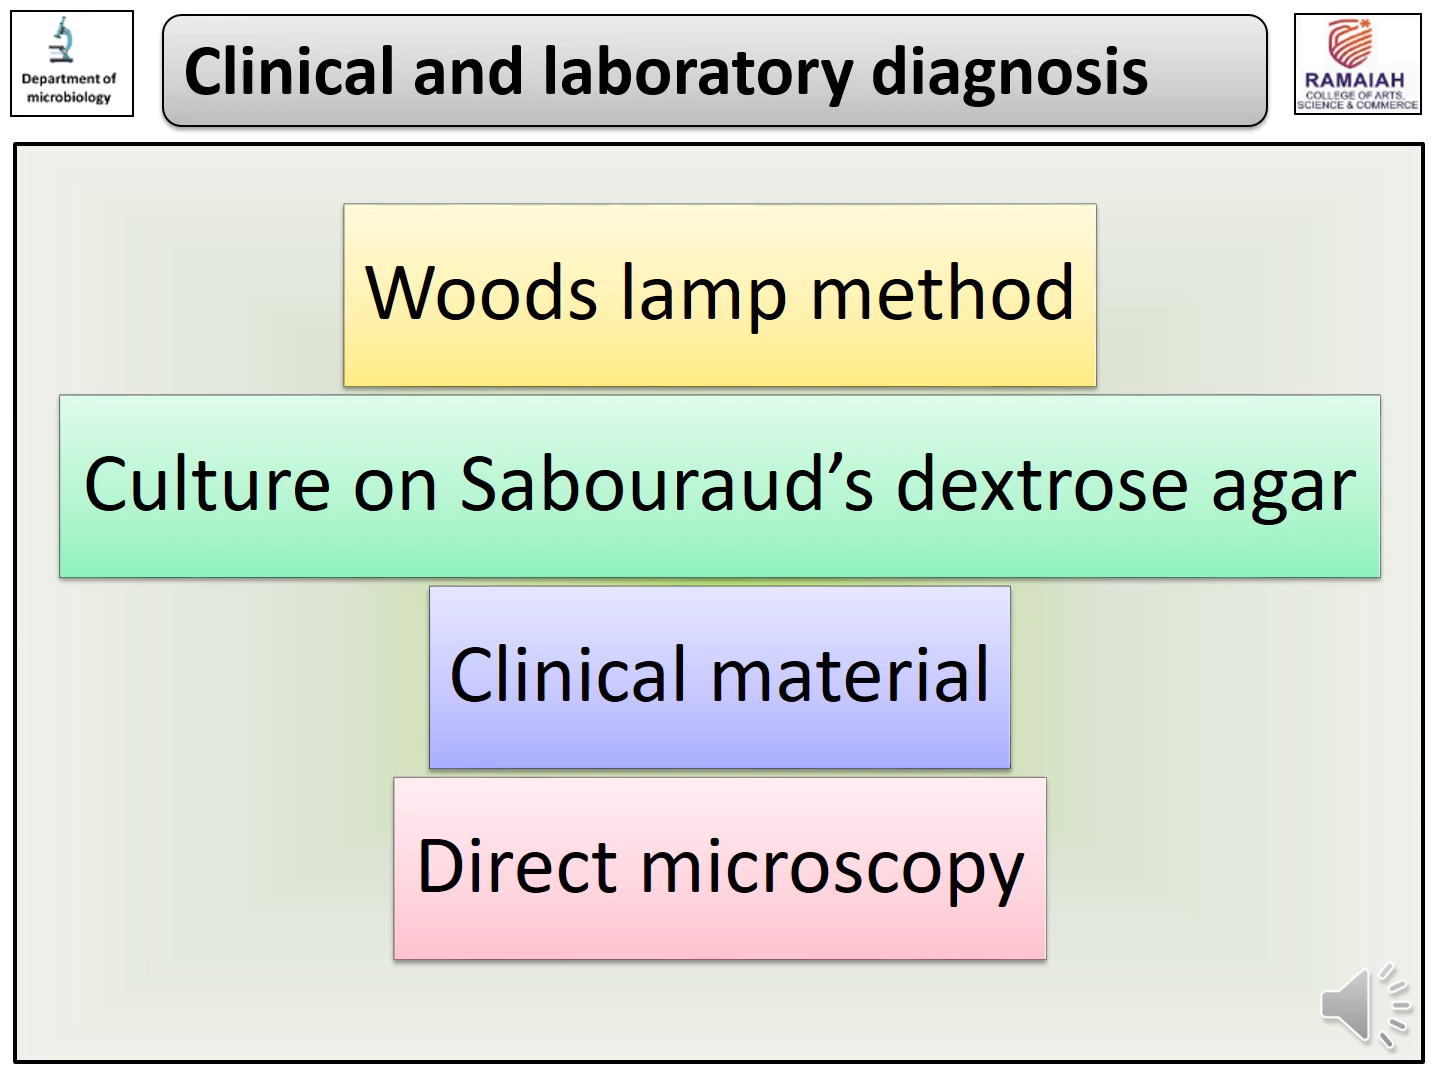 Department of
microbiology
Clinical and laboratory diagnosis
RAMAIAH
COLLEGE OF ARTS,
SCIENCE & COMMERCE
Woods lamp method
Culture on Sabouraud’s dextrose agar
Clinical material
Direct microscopy